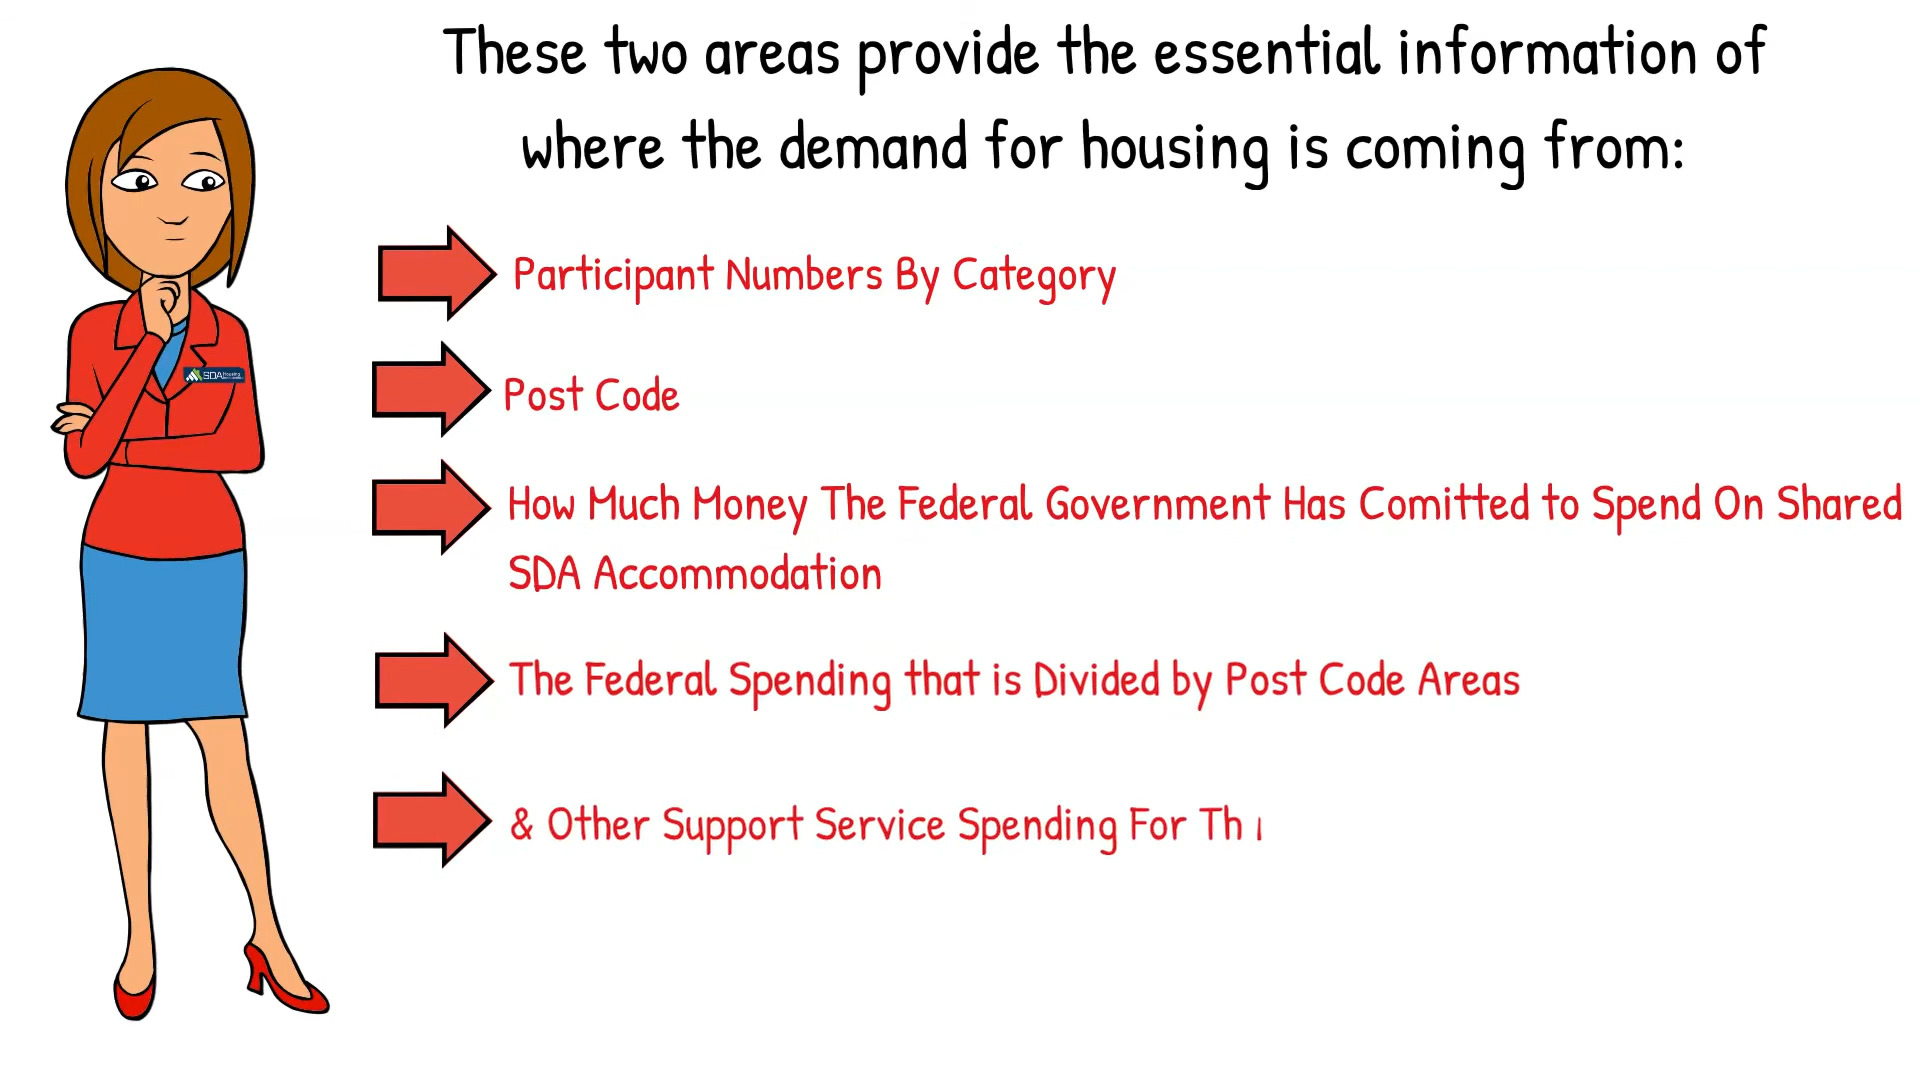 These two areas provide the essential information of
where the demand for housing is coming from:
Participant Numbers By Category
Post Code
How Much Money The Federal Government Has Comitted to Spend On Shared
SDA Accommodation
The Federal Spending that is Divided by Post Code Areas
& Other Support Service Spending For Th
SDA Housing